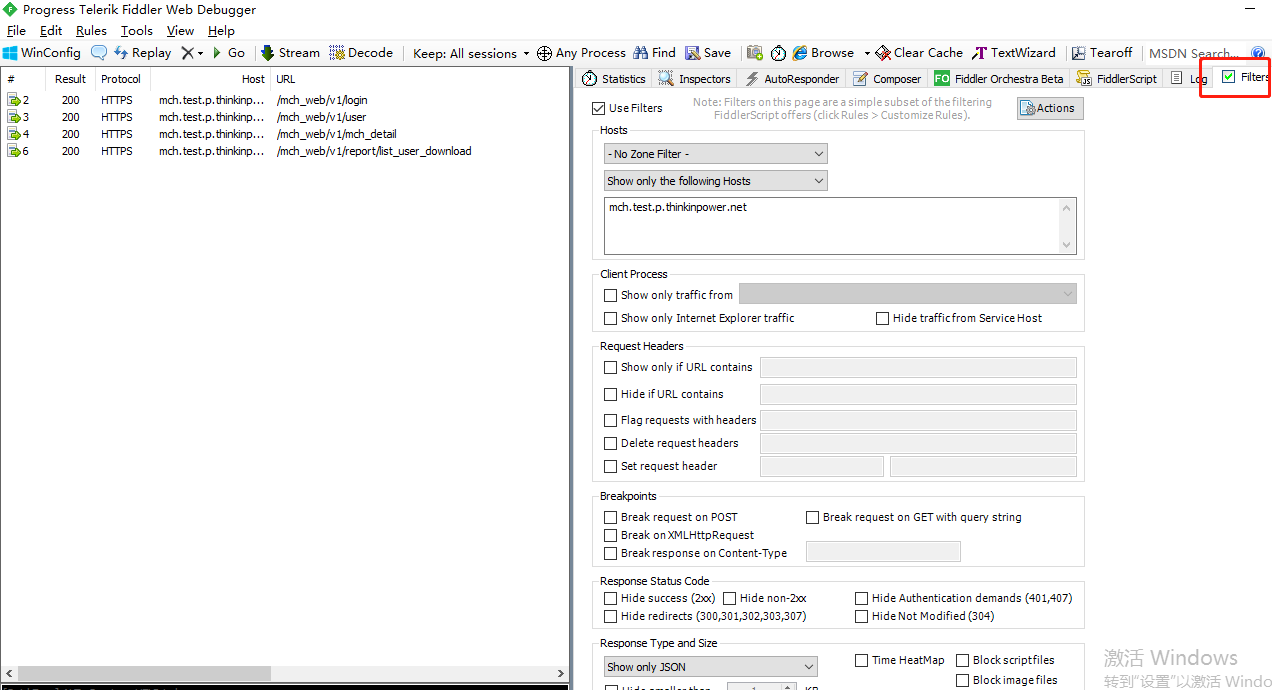 Progress Telerik Fiddler Web Debugger
File Edit Rules Tools View Help
WinConfig Replay Go Stream Decode Keep: All sessions Any Process Find Save Browse Clear Cache TextWizard Tearoff MSDN Search...
# Result Protocol Host URL
2 200 HTTPS mch.test.p.thinkinp... /mch_web/v1/login
3 200 HTTPS mch.test.p.thinkinp... /mch_web/v1/user
4 200 HTTPS mch.test.p.thinkinp... /mch_web/v1/mch_detail
6 200 HTTPS mch.test.p.thinkinp... /mch_web/v1/report/list_user_download
Statistics Inspectors AutoResponder Composer FO Fiddler Orchestra Beta FiddlerScript Log Filters
Use Filters
Note: Filters on this page are a simple subset of the filtering
FiddlerScript offers (click Rules > Customize Rules).
Actions
Hosts
- No Zone Filter -
Show only the following Hosts
mch.test.p.thinkinpower.net
Client Process
Show only traffic from
Show only Internet Explorer traffic Hide traffic from Service Host
Request Headers
Show only if URL contains
Hide if URL contains
Flag requests with headers
Delete request headers
Set request header
Breakpoints
Break request on POST Break request on GET with query string
Break on XMLHttpRequest
Break response on Content-Type
Response Status Code
Hide success (2xx) Hide non-2xx Hide Authentication demands (401,407)
Hide redirects (300,301,302,303,307) Hide Not Modified (304)
Response Type and Size
Show only JSON Time HeatMap Block script files
Block image files
Hide smaller than 1 KB
激活 Windows
转到"设置"以激活 Windo